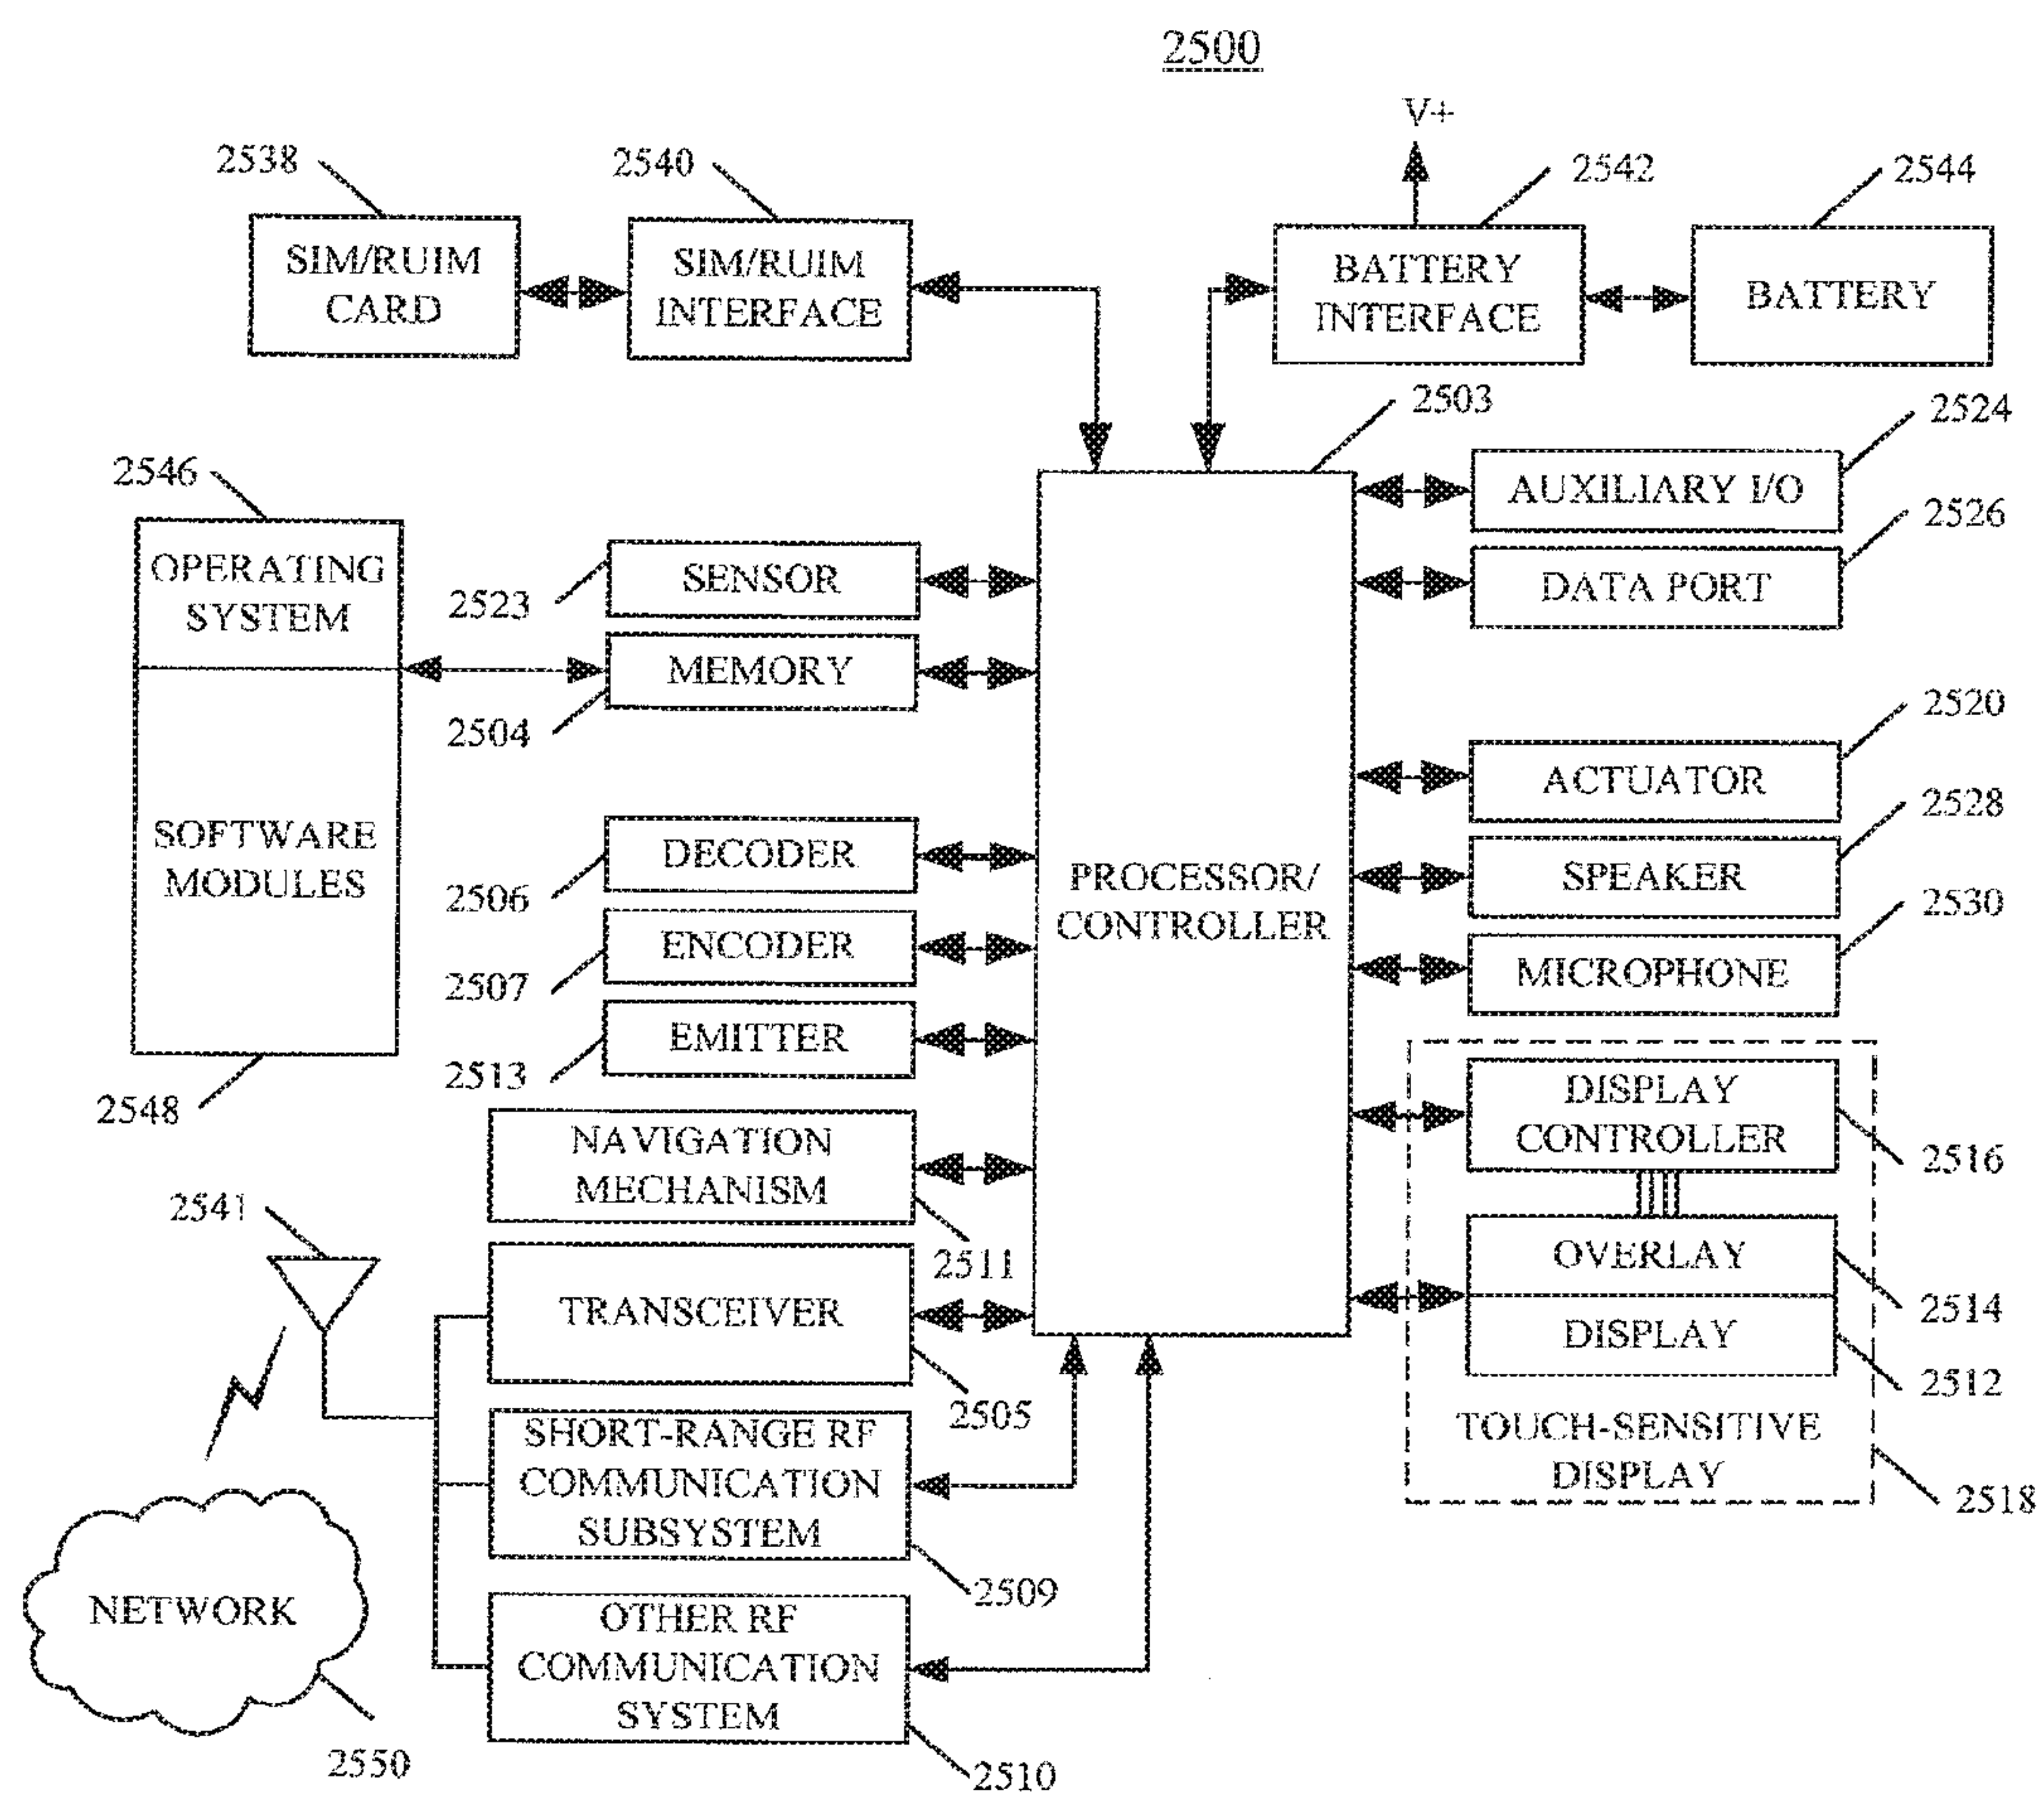 2500
V+
2538
2540
2542
2544
SIM/RUIM
CARD
SIM/RUIM
INTERFACE
BATTERY
INTERFACE
BATTERY
2503
2524
2546
AUXILIARY I/O
2526
OPERATING
SYSTEM
SENSOR
2523
DATA PORT
MEMORY
2504
2520
ACTUATOR
SOFTWARE
MODULES
2528
DECODER
2506
PROCESSOR/
CONTROLLER
SPEAKER
2530
ENCODER
2507
MICROPHONE
EMITTER
2513
2548
DISPLAY
CONTROLLER
2516
NAVIGATION
MECHANISM
2511
2541
OVERLAY
2514
TRANSCEIVER
2505
DISPLAY
2512
TOUCH-SENSITIVE
DISPLAY
2518
SHORT-RANGE RF
COMMUNICATION
SUBSYSTEM
2509
NETWORK
2550
OTHER RF
COMMUNICATION
SYSTEM
2510